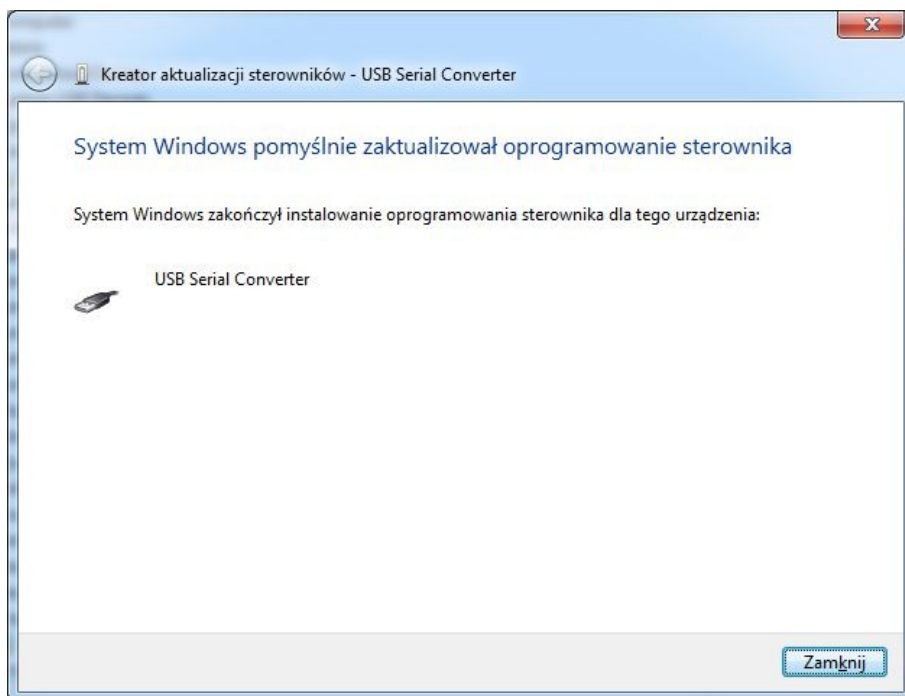 Kreator aktualizacji sterowników - USB Serial Converter
System Windows pomyślnie zaktualizował oprogramowanie sterownika
System Windows zakończył instalowanie oprogramowania sterownika dla tego urządzenia:
USB Serial Converter
Zamknij